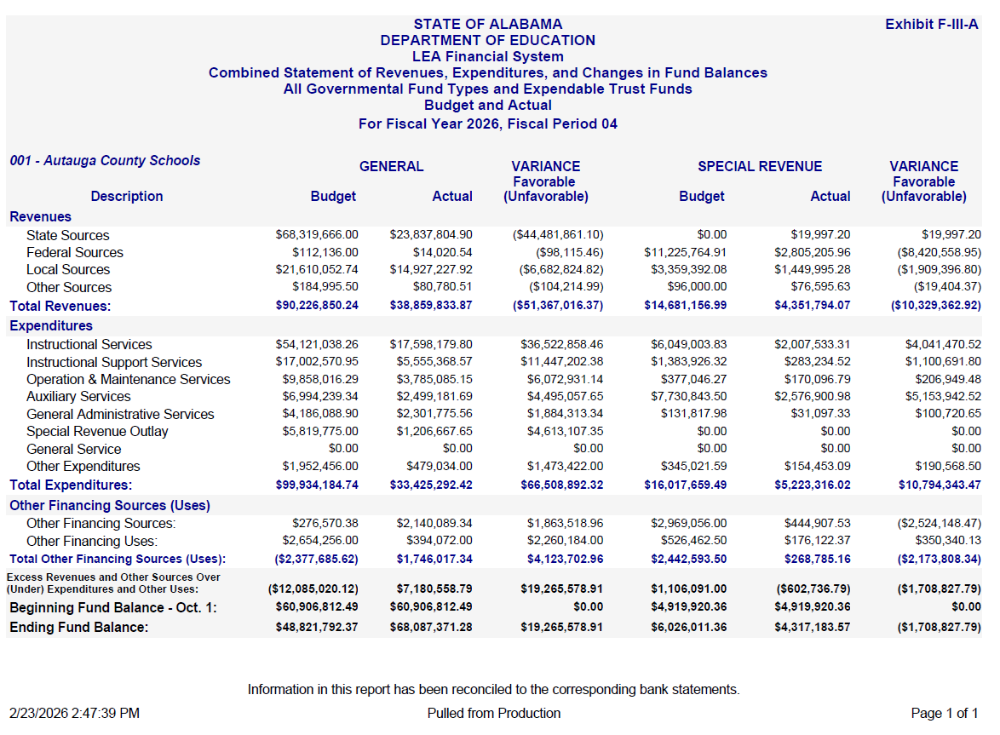 STATE OF ALABAMA Exhibit F-III-A
DEPARTMENT OF EDUCATION
LEA Financial System
Combined Statement of Revenues, Expenditures, and Changes in Fund Balances
All Governmental Fund Types and Expendable Trust Funds
Budget and Actual
For Fiscal Year 2026, Fiscal Period 04
001 - Autauga County Schools
GENERAL VARIANCE SPECIAL REVENUE VARIANCE
Favorable Favorable
Description Budget Actual (Unfavorable) Budget Actual (Unfavorable)
Revenues
State Sources $68,319,666.00 $23,837,804.90 ($44,481,861.10) $0.00 $19,997.20 $19,997.20
Federal Sources $112,136.00 $14,020.54 ($98,115.46) $11,225,764.91 $2,805,205.96 ($8,420,558.95)
Local Sources $21,610,052.74 $14,927,227.92 ($6,682,824.82) $3,359,392.08 $1,449,995.28 ($1,909,396.80)
Other Sources $184,995.50 $80,780.51 ($104,214.99) $96,000.00 $76,595.63 ($19,404.37)
Total Revenues: $90,226,850.24 $38,859,833.87 ($51,367,016.37) $14,681,156.99 $4,351,794.07 ($10,329,362.92)
Expenditures
Instructional Services $54,121,038.26 $17,598,179.80 $36,522,858.46 $6,049,003.83 $2,007,533.31 $4,041,470.52
Instructional Support Services $17,002,570.95 $5,555,368.57 $11,447,202.38 $1,383,926.32 $283,234.52 $1,100,691.80
Operation & Maintenance Services $9,858,016.29 $3,785,085.15 $6,072,931.14 $377,046.27 $170,096.79 $206,949.48
Auxiliary Services $6,994,239.34 $2,499,181.69 $4,495,057.65 $7,730,843.50 $2,576,900.98 $5,153,942.52
General Administrative Services $4,186,088.90 $2,301,775.56 $1,884,313.34 $131,817.98 $31,097.33 $100,720.65
Special Revenue Outlay $5,819,775.00 $1,206,667.65 $4,613,107.35 $0.00 $0.00 $0.00
General Service $0.00 $0.00 $0.00 $0.00 $0.00 $0.00
Other Expenditures $1,952,456.00 $479,034.00 $1,473,422.00 $345,021.59 $154,453.09 $190,568.50
Total Expenditures: $99,934,184.74 $33,425,292.42 $66,508,892.32 $16,017,659.49 $5,223,316.02 $10,794,343.47
Other Financing Sources (Uses)
Other Financing Sources: $276,570.38 $2,140,089.34 $1,863,518.96 $2,969,056.00 $444,907.53 ($2,524,148.47)
Other Financing Uses: $2,654,256.00 $394,072.00 $2,260,184.00 $526,462.50 $176,122.37 $350,340.13
Total Other Financing Sources (Uses): ($2,377,685.62) $1,746,017.34 $4,123,702.96 $2,442,593.50 $268,785.16 ($2,173,808.34)
Excess Revenues and Other Sources Over
(Under) Expenditures and Other Uses: ($12,085,020.12) $7,180,558.79 $19,265,578.91 $1,106,091.00 ($602,736.79) ($1,708,827.79)
Beginning Fund Balance - Oct. 1: $60,906,812.49 $60,906,812.49 $0.00 $4,919,920.36 $4,919,920.36 $0.00
Ending Fund Balance: $48,821,792.37 $68,087,371.28 $19,265,578.91 $6,026,011.36 $4,317,183.57 ($1,708,827.79)
Information in this report has been reconciled to the corresponding bank statements.
2/23/2026 2:47:39 PM Pulled from Production Page 1 of 1